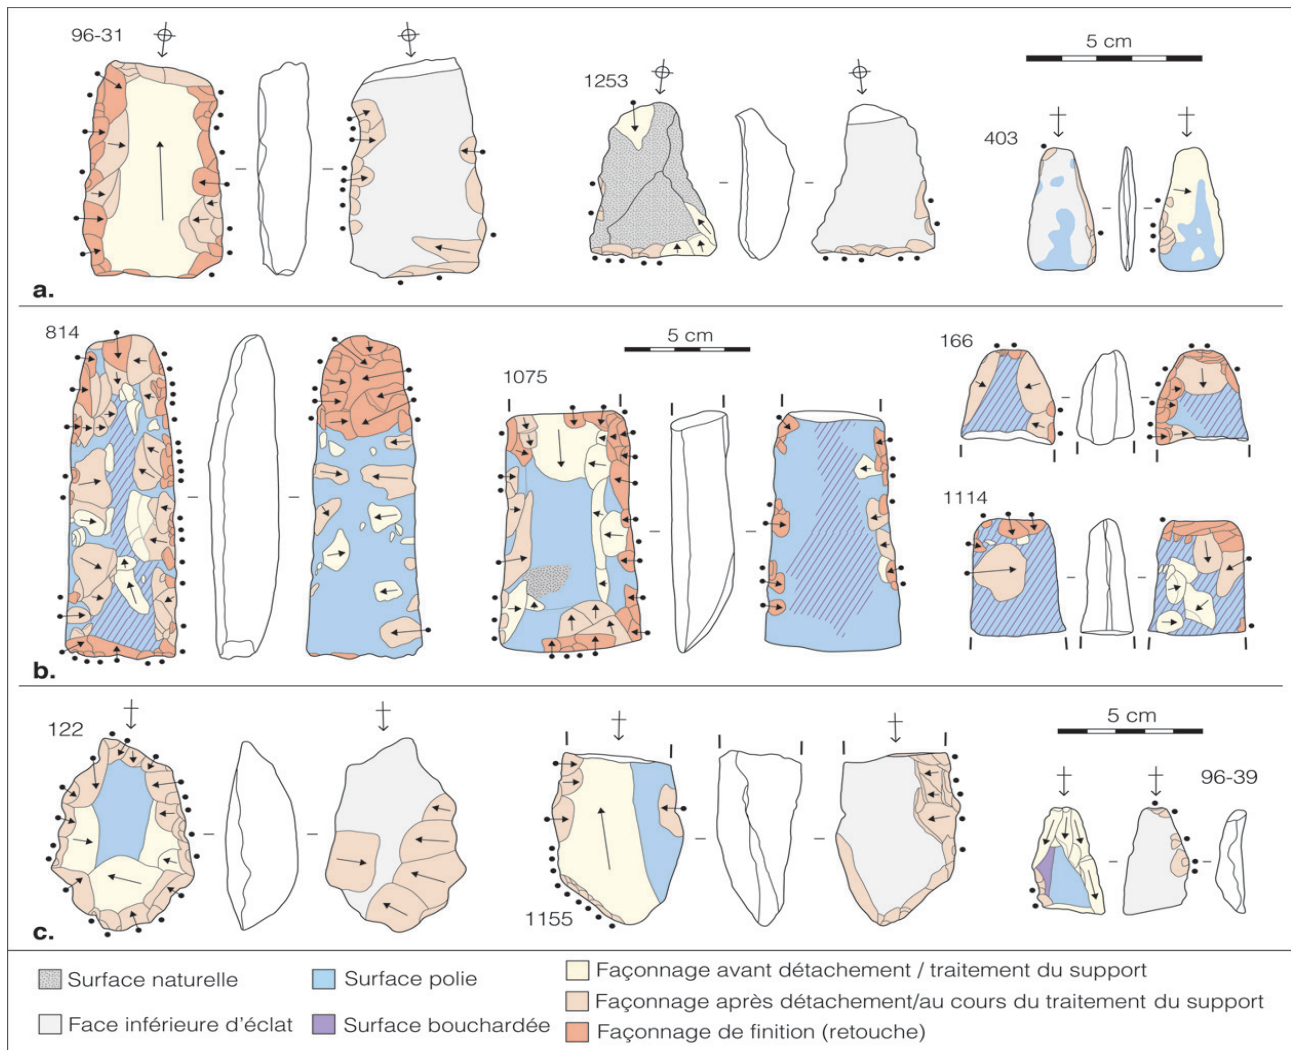 96-31
1253
5 cm
403
a.
814
5 cm
166
1075
1114
b.
122
5 cm
96-39
1155
c.
Surface naturelle
Surface polie
Façonnage avant détachement / traitement du support
Façonnage après détachement/au cours du traitement du support
Face inférieure d'éclat
Surface bouchardée
Façonnage de finition (retouche)